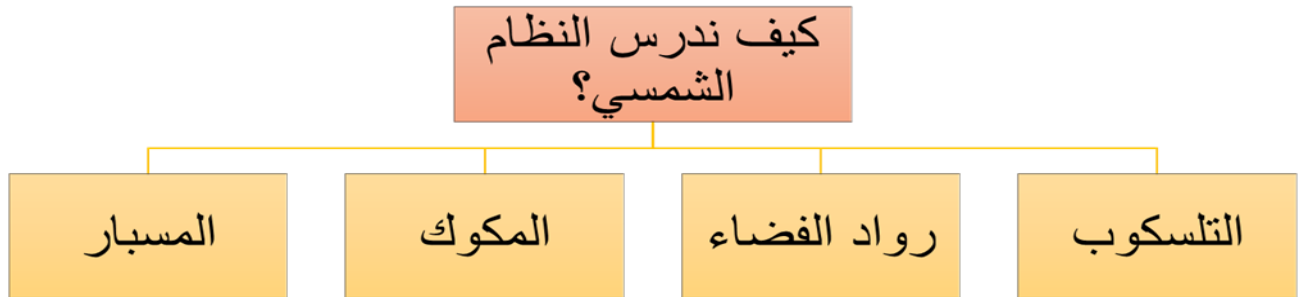 كيف ندرس النظام
الشمسي؟
التلسكوب
رواد الفضاء
المكوك
المسبار